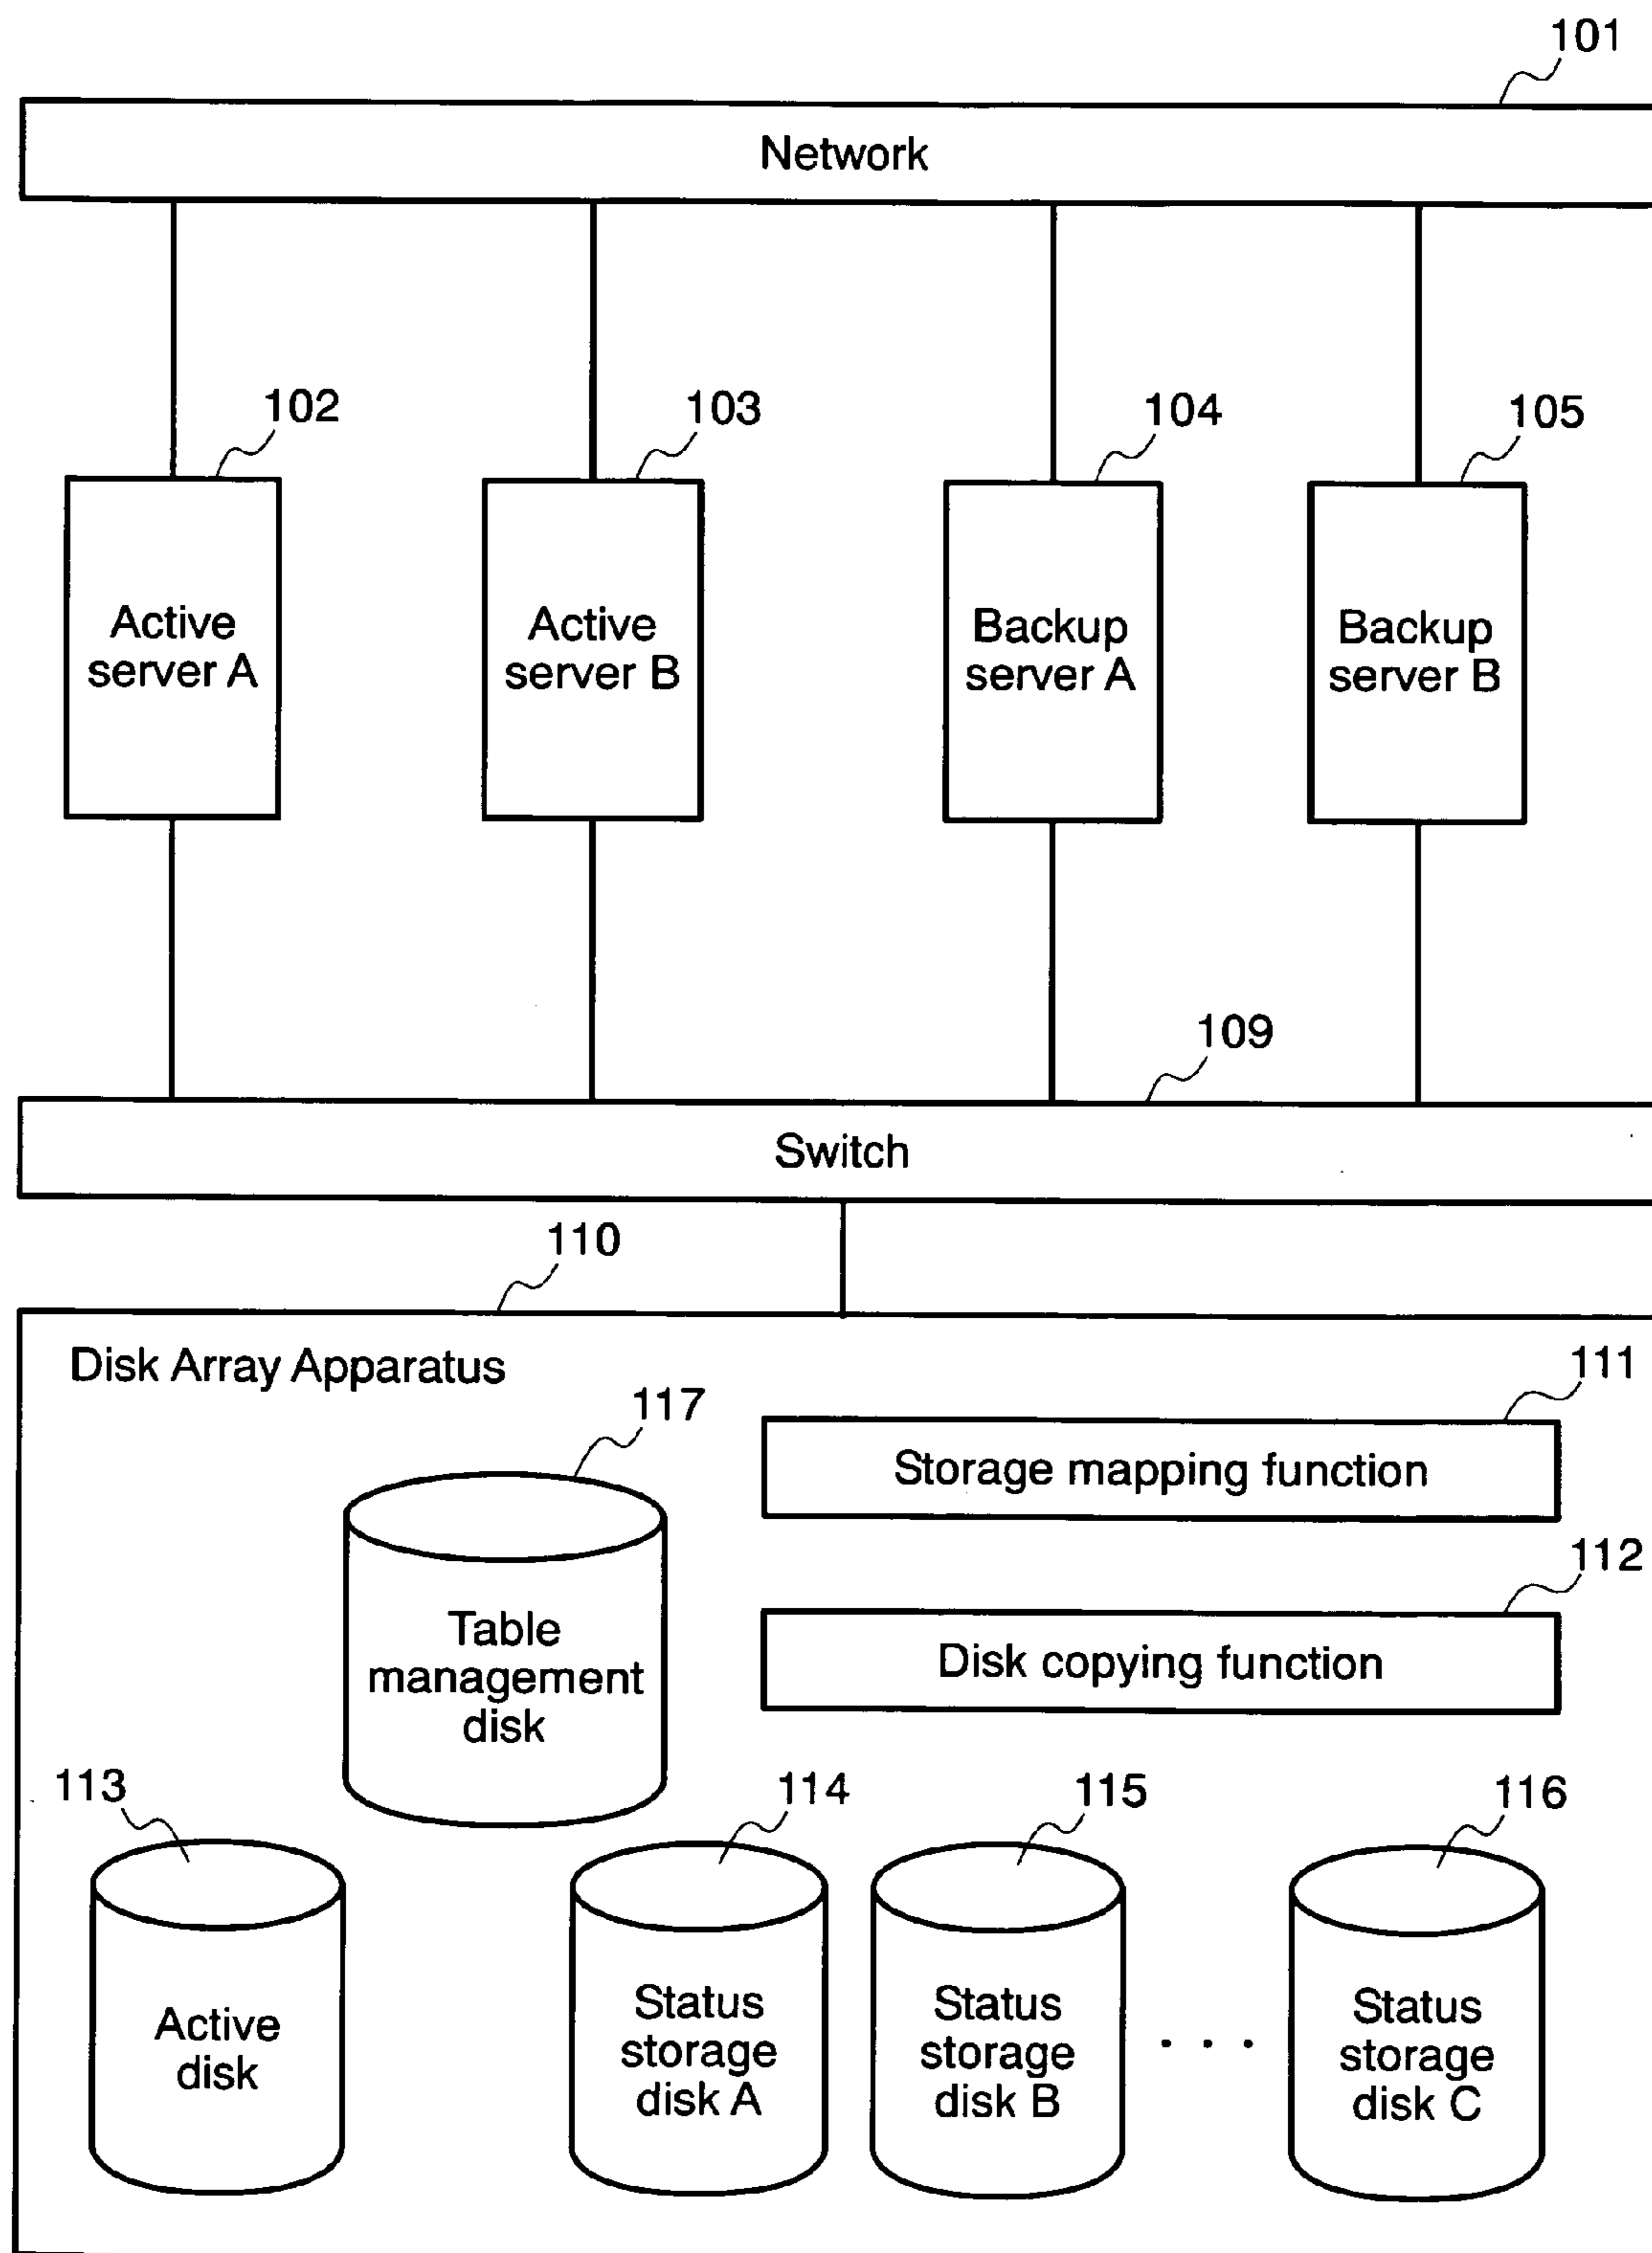 101
Network
102
103
104
105
Active
server A
Active
server B
Backup
server A
Backup
server B
109
Switch
110
Disk Array Apparatus
111
117
Storage mapping function
112
Table
management
disk
Disk copying function
113
114
115
116
Active
disk
Status
storage
disk A
Status
storage
disk B
. . .
Status
storage
disk C